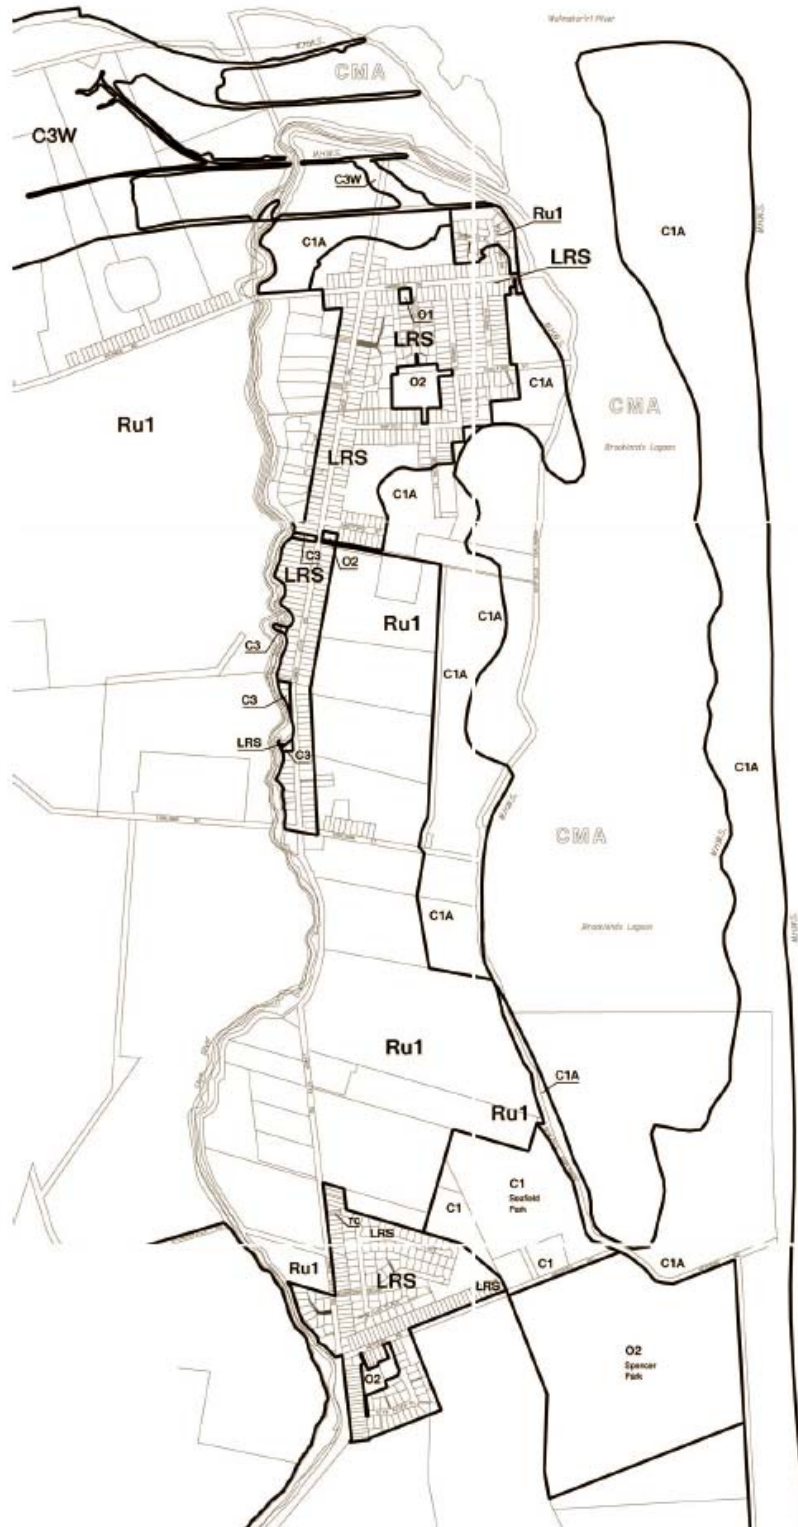 Waimakariri River
M.H.W.S.
CMA
C3W
M.H.W.S.
C3W
Ru1
C1A
C1A
M.H.W.S.
LRS
O1
LRS
M.H.W.S.
O2
C1A
CMA
Ru1
Brooklands Lagoon
LRS
C1A
C3
O2
LRS
Ru1
C1A
C3
C1A
C3
LRS
C3
C1A
M.H.W.S.
CMA
M.H.W.S.
C1A
Brooklands Lagoon
M.H.W.S.
Ru1
C1A
Ru1
C1
Seafield
Park
C1
LRS
Ru1
C1
C1A
LRS
LRS
O2
Spencer
Park
O2